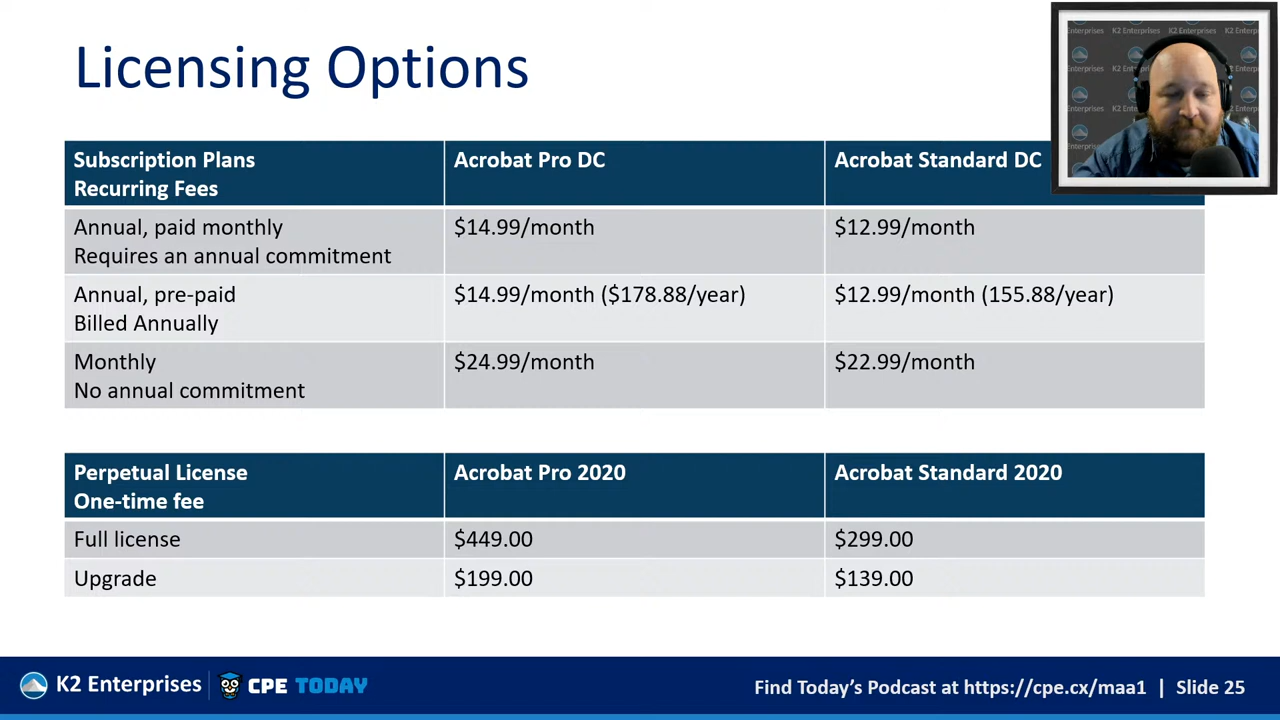 Licensing Options
Subscription Plans
Recurring Fees
Acrobat Pro DC
Acrobat Standard DC
Annual, paid monthly
Requires an annual commitment
$14.99/month
$12.99/month
Annual, pre-paid
Billed Annually
$14.99/month ($178.88/year)
$12.99/month (155.88/year)
Monthly
No annual commitment
$24.99/month
$22.99/month
Perpetual License
One-time fee
Acrobat Pro 2020
Acrobat Standard 2020
Full license
$449.00
$299.00
Upgrade
$199.00
$139.00
K2 Enterprises
CPE TODAY
Find Today's Podcast at https://cpe.cx/maa1 | Slide 25